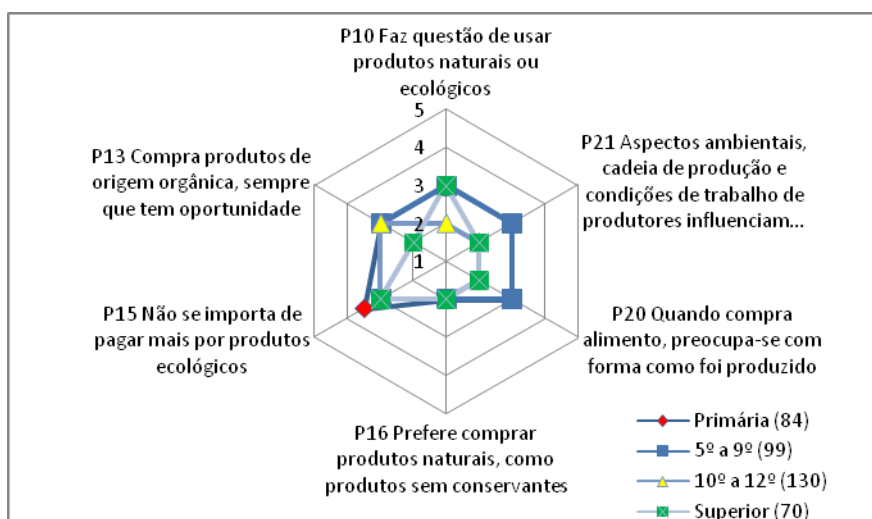 P10 Faz questão de usar
produtos naturais ou
ecológicos
5
4
3
2
1
P21 Aspectos ambientais,
cadeia de produção e
condições de trabalho de
produtores influenciam...
P20 Quando compra
alimento, preocupa-se com
forma como foi produzido
P16 Prefere comprar
produtos naturais, como
produtos sem conservantes
P15 Não se importa de
pagar mais por produtos
ecológicos
P13 Compra produtos de
origem orgânica, sempre
que tem oportunidade
Primária (84)
5º a 9º (99)
10º a 12º (130)
Superior (70)